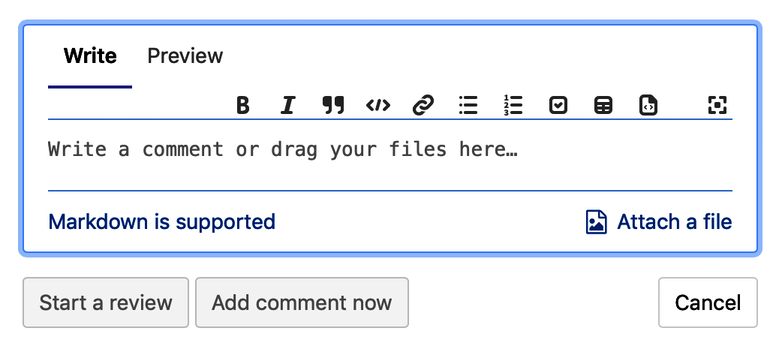 Write Preview
Write a comment or drag your files here…
Markdown is supported Attach a file
Start a review Add comment now Cancel